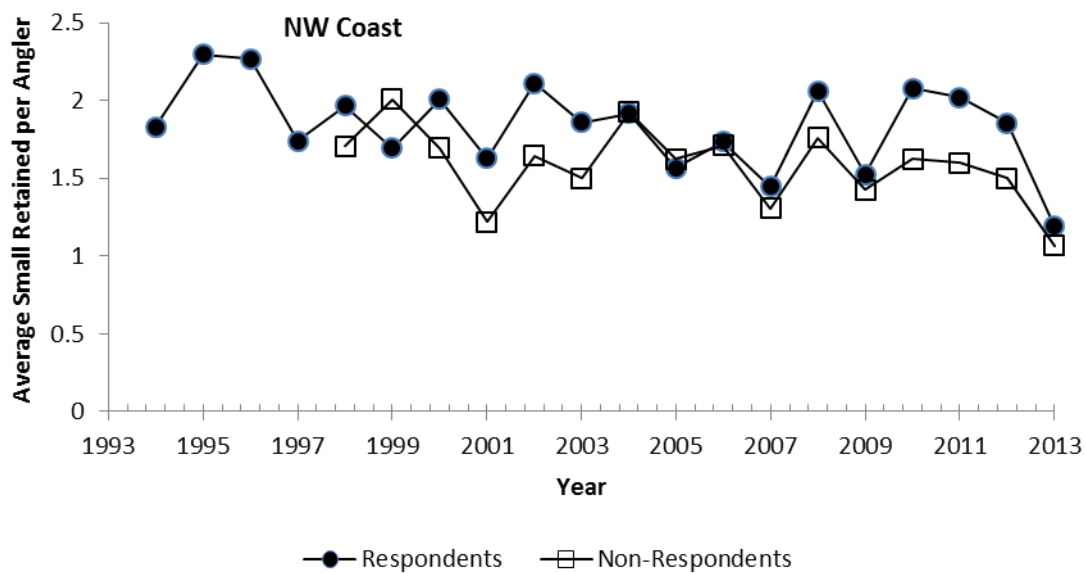 NW Coast
Average Small Retained per Angler
2.5
2
1.5
1
0.5
0
1993 1995 1997 1999 2001 2003 2005 2007 2009 2011 2013
Year
Respondents Non-Respondents